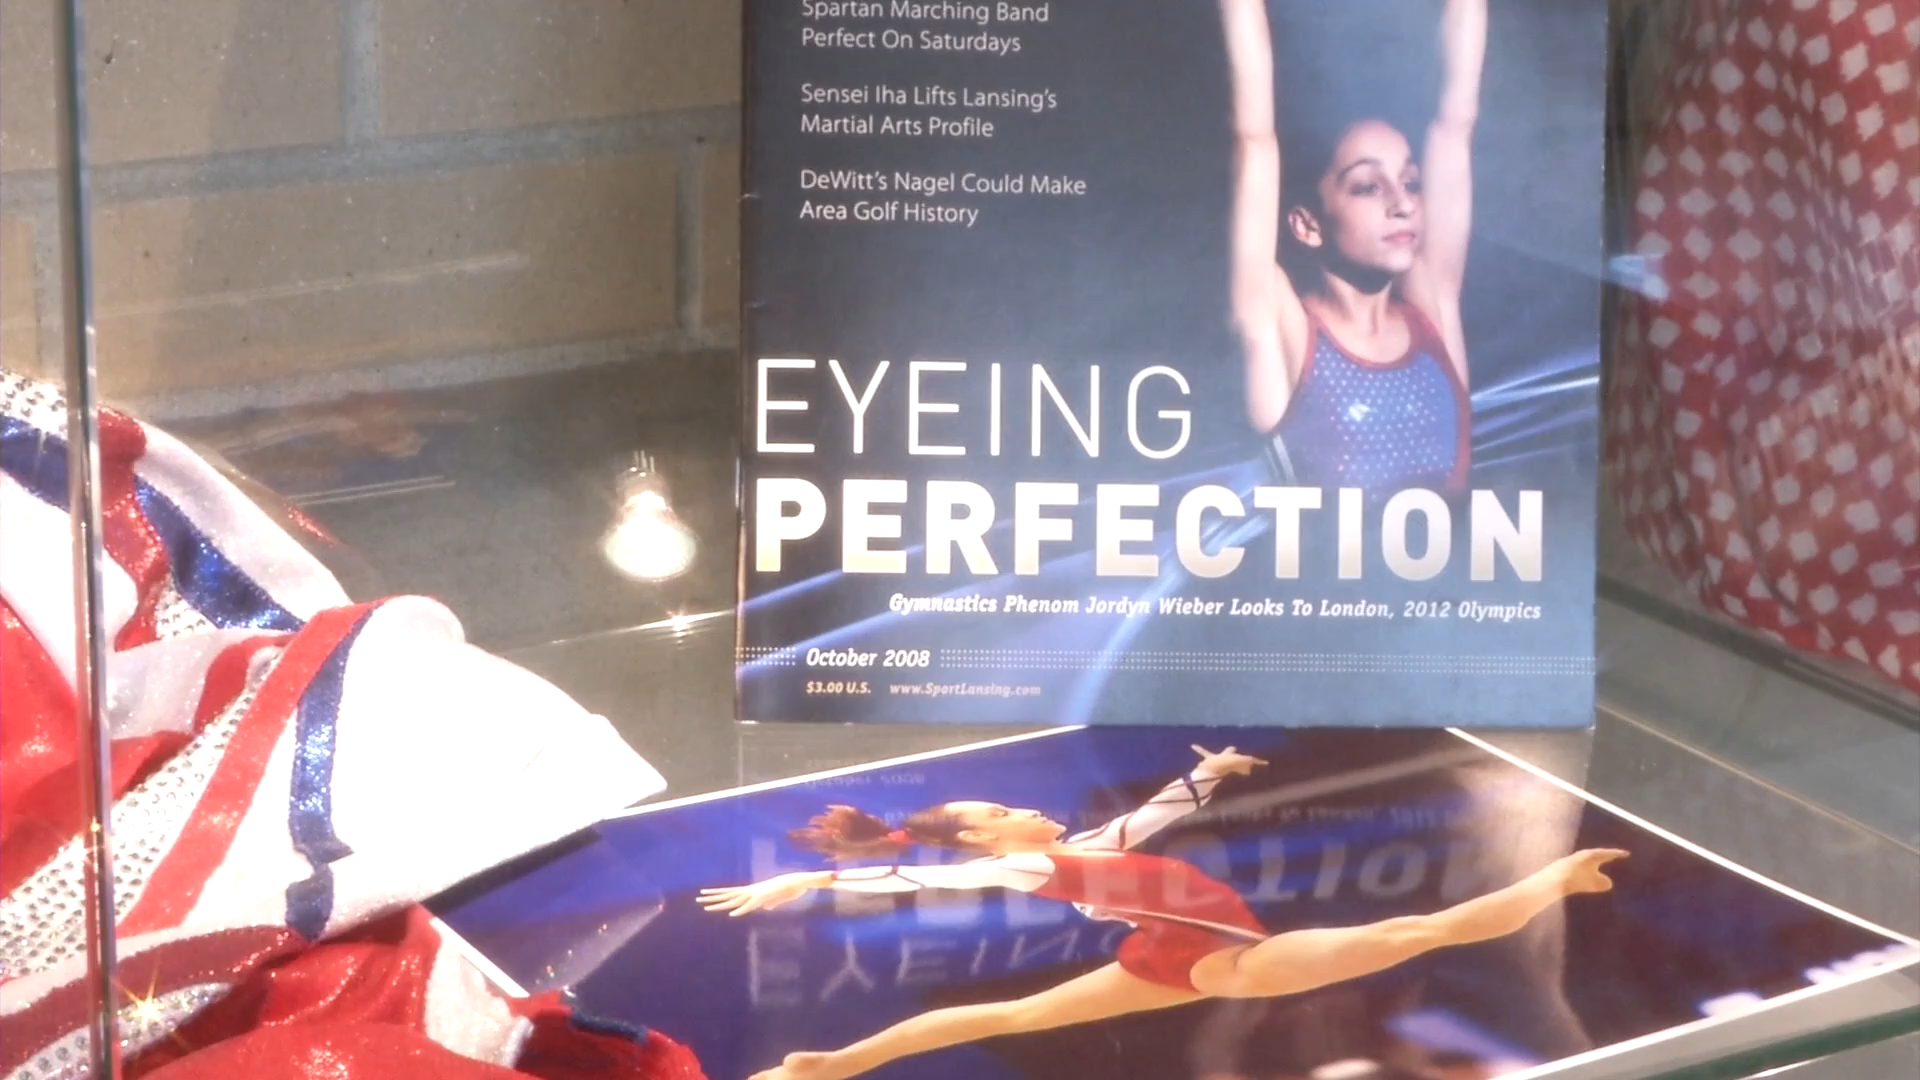 Spartan Marching Band
Perfect On Saturdays
Sensei Iha Lifts Lansing's
Martial Arts Profile
DeWitt's Nagel Could Make
Area Golf History
EYEING
PERFECTION
Gymnastics Phenom Jordyn Wieber Looks To London, 2012 Olympics
October 2008
$3.00 U.S. www.SportLansing.com